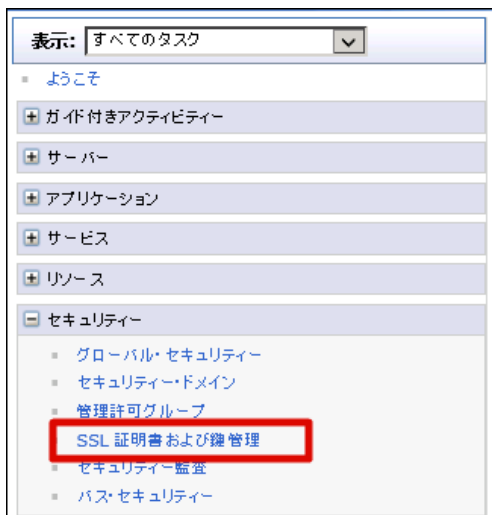 表示: すべてのタスク
ようこそ
ガイド付きアクティビティー
サーバー
アプリケーション
サービス
リソース
セキュリティー
グローバル・セキュリティー
セキュリティー・ドメイン
管理許可グループ
SSL 証明書および鍵管理
セキュリティー監査
バス・セキュリティー